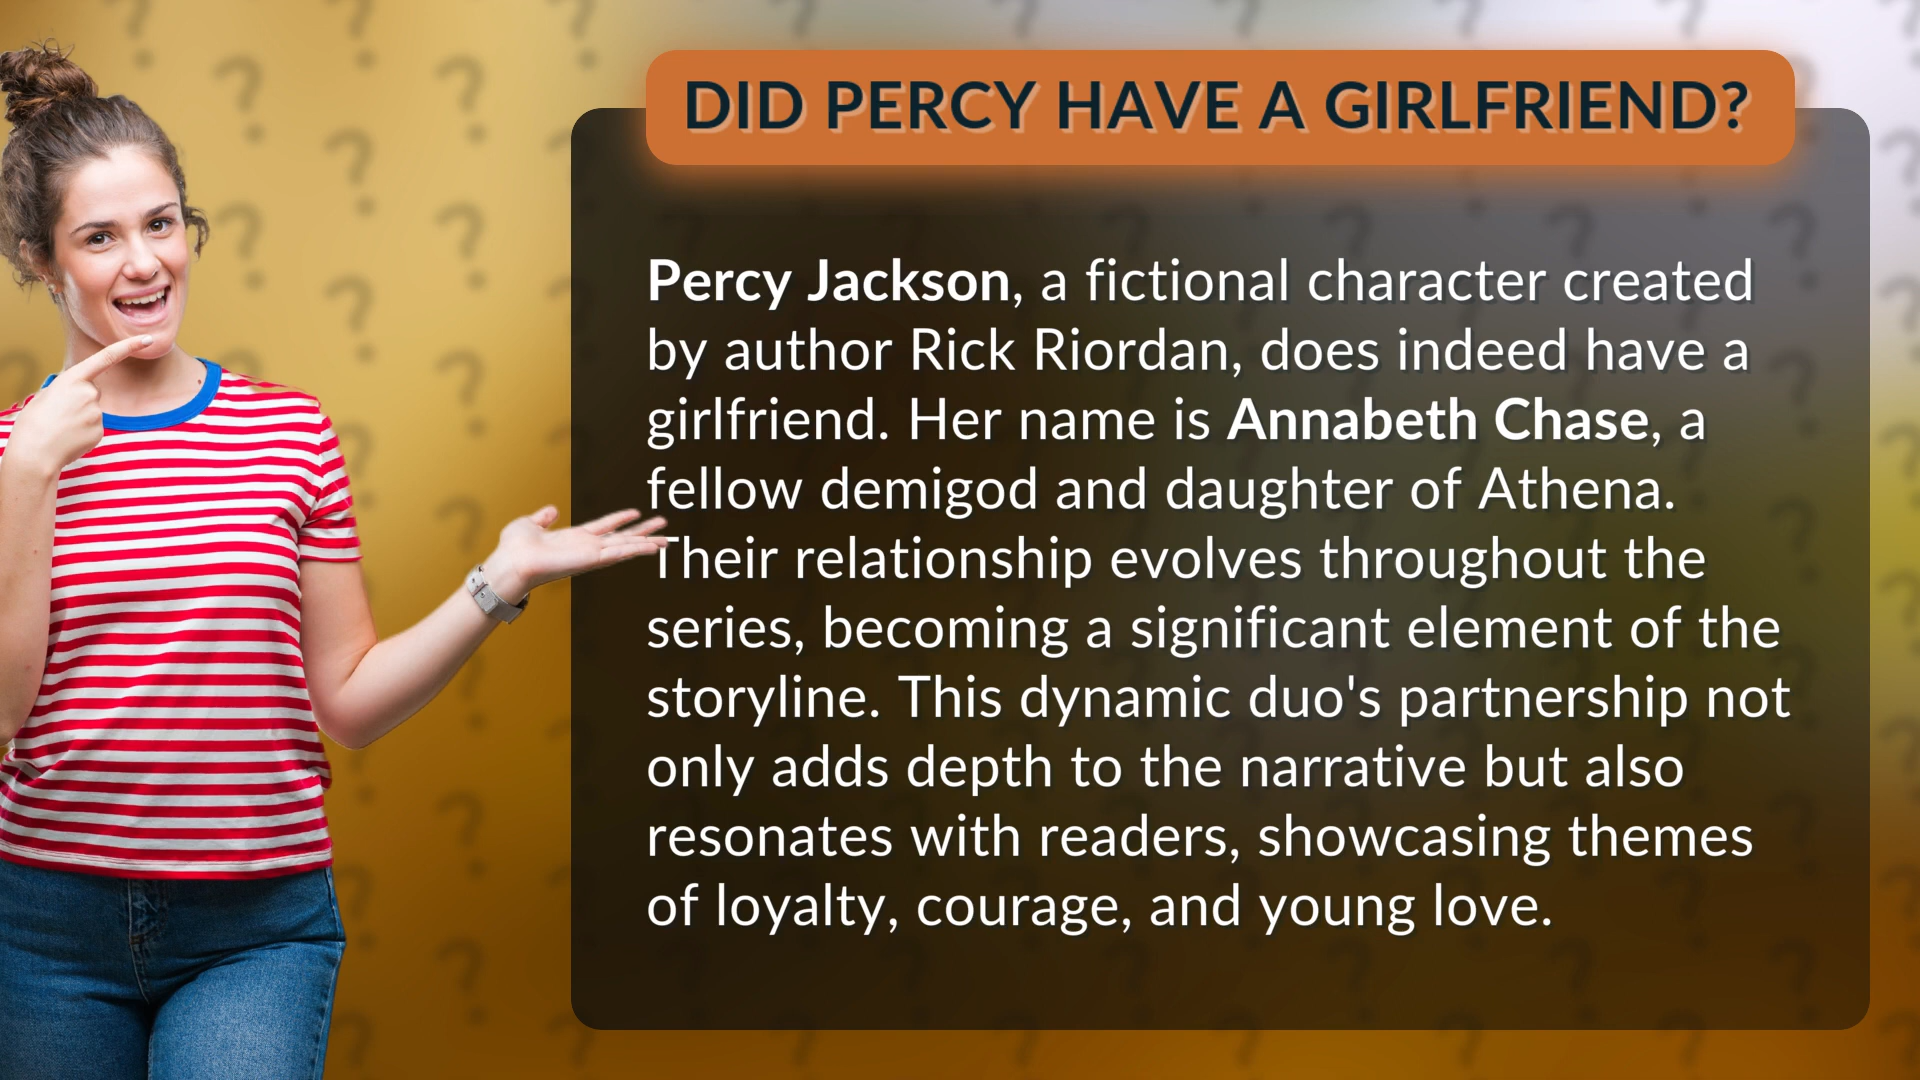 DID PERCY HAVE A GIRLFRIEND?
Percy Jackson, a fictional character created
by author Rick Riordan, does indeed have a
girlfriend. Her name is Annabeth Chase, a
fellow demigod and daughter of Athena.
Their relationship evolves throughout the
series, becoming a significant element of the
storyline. This dynamic duo's partnership not
only adds depth to the narrative but also
resonates with readers, showcasing themes
of loyalty, courage, and young love.